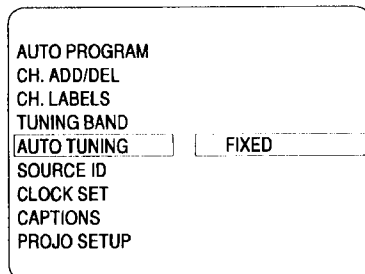 AUTO PROGRAM
CH. ADD/DEL
CH. LABELS
TUNING BAND
AUTO TUNING FIXED
SOURCE ID
CLOCK SET
CAPTIONS
PROJO SETUP